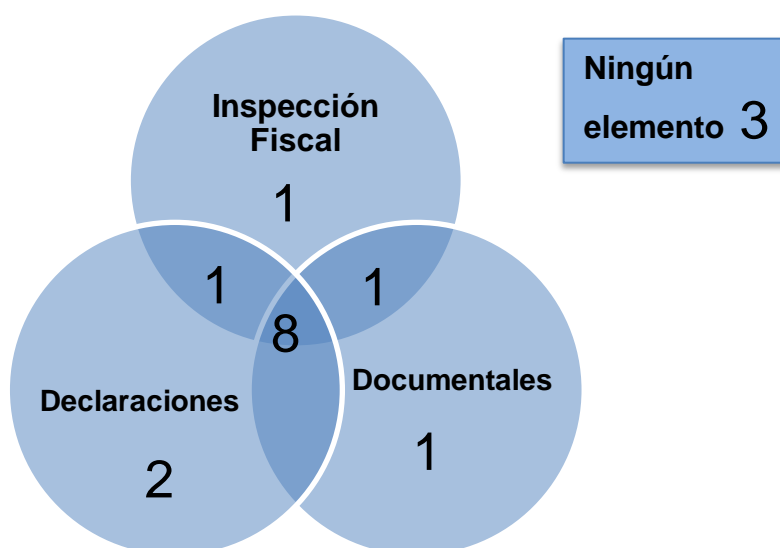 Inspección
Fiscal
1
Ningún
elemento 3
1
1
8
Declaraciones
2
Documentales
1